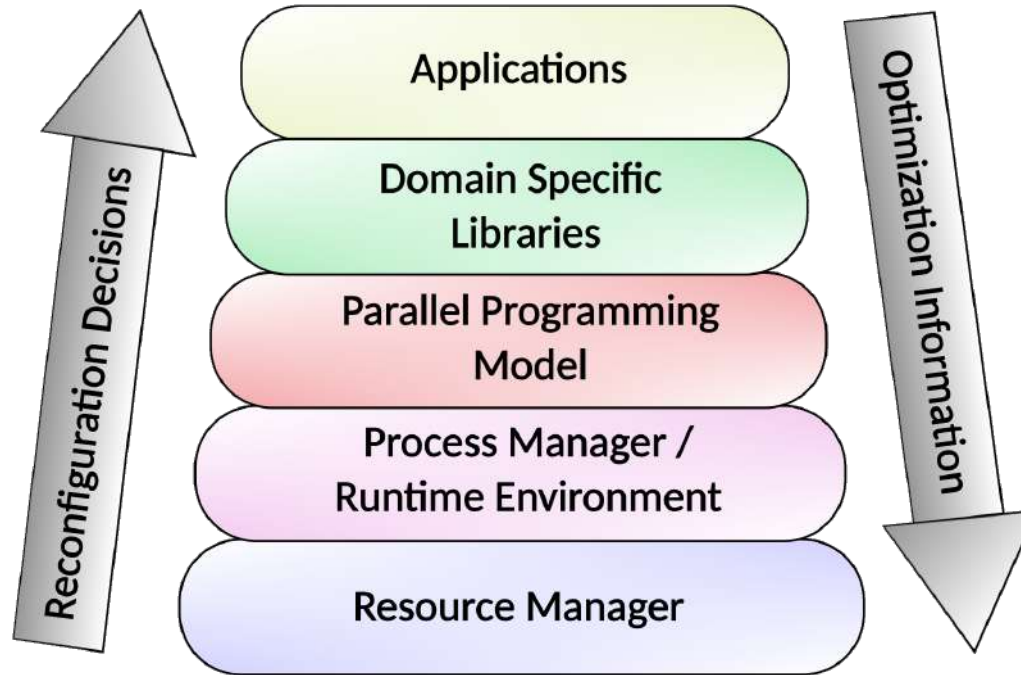 Applications
Domain Specific
Libraries
Parallel Programming
Model
Process Manager /
Runtime Environment
Resource Manager
Reconfiguration Decisions
Optimization Information